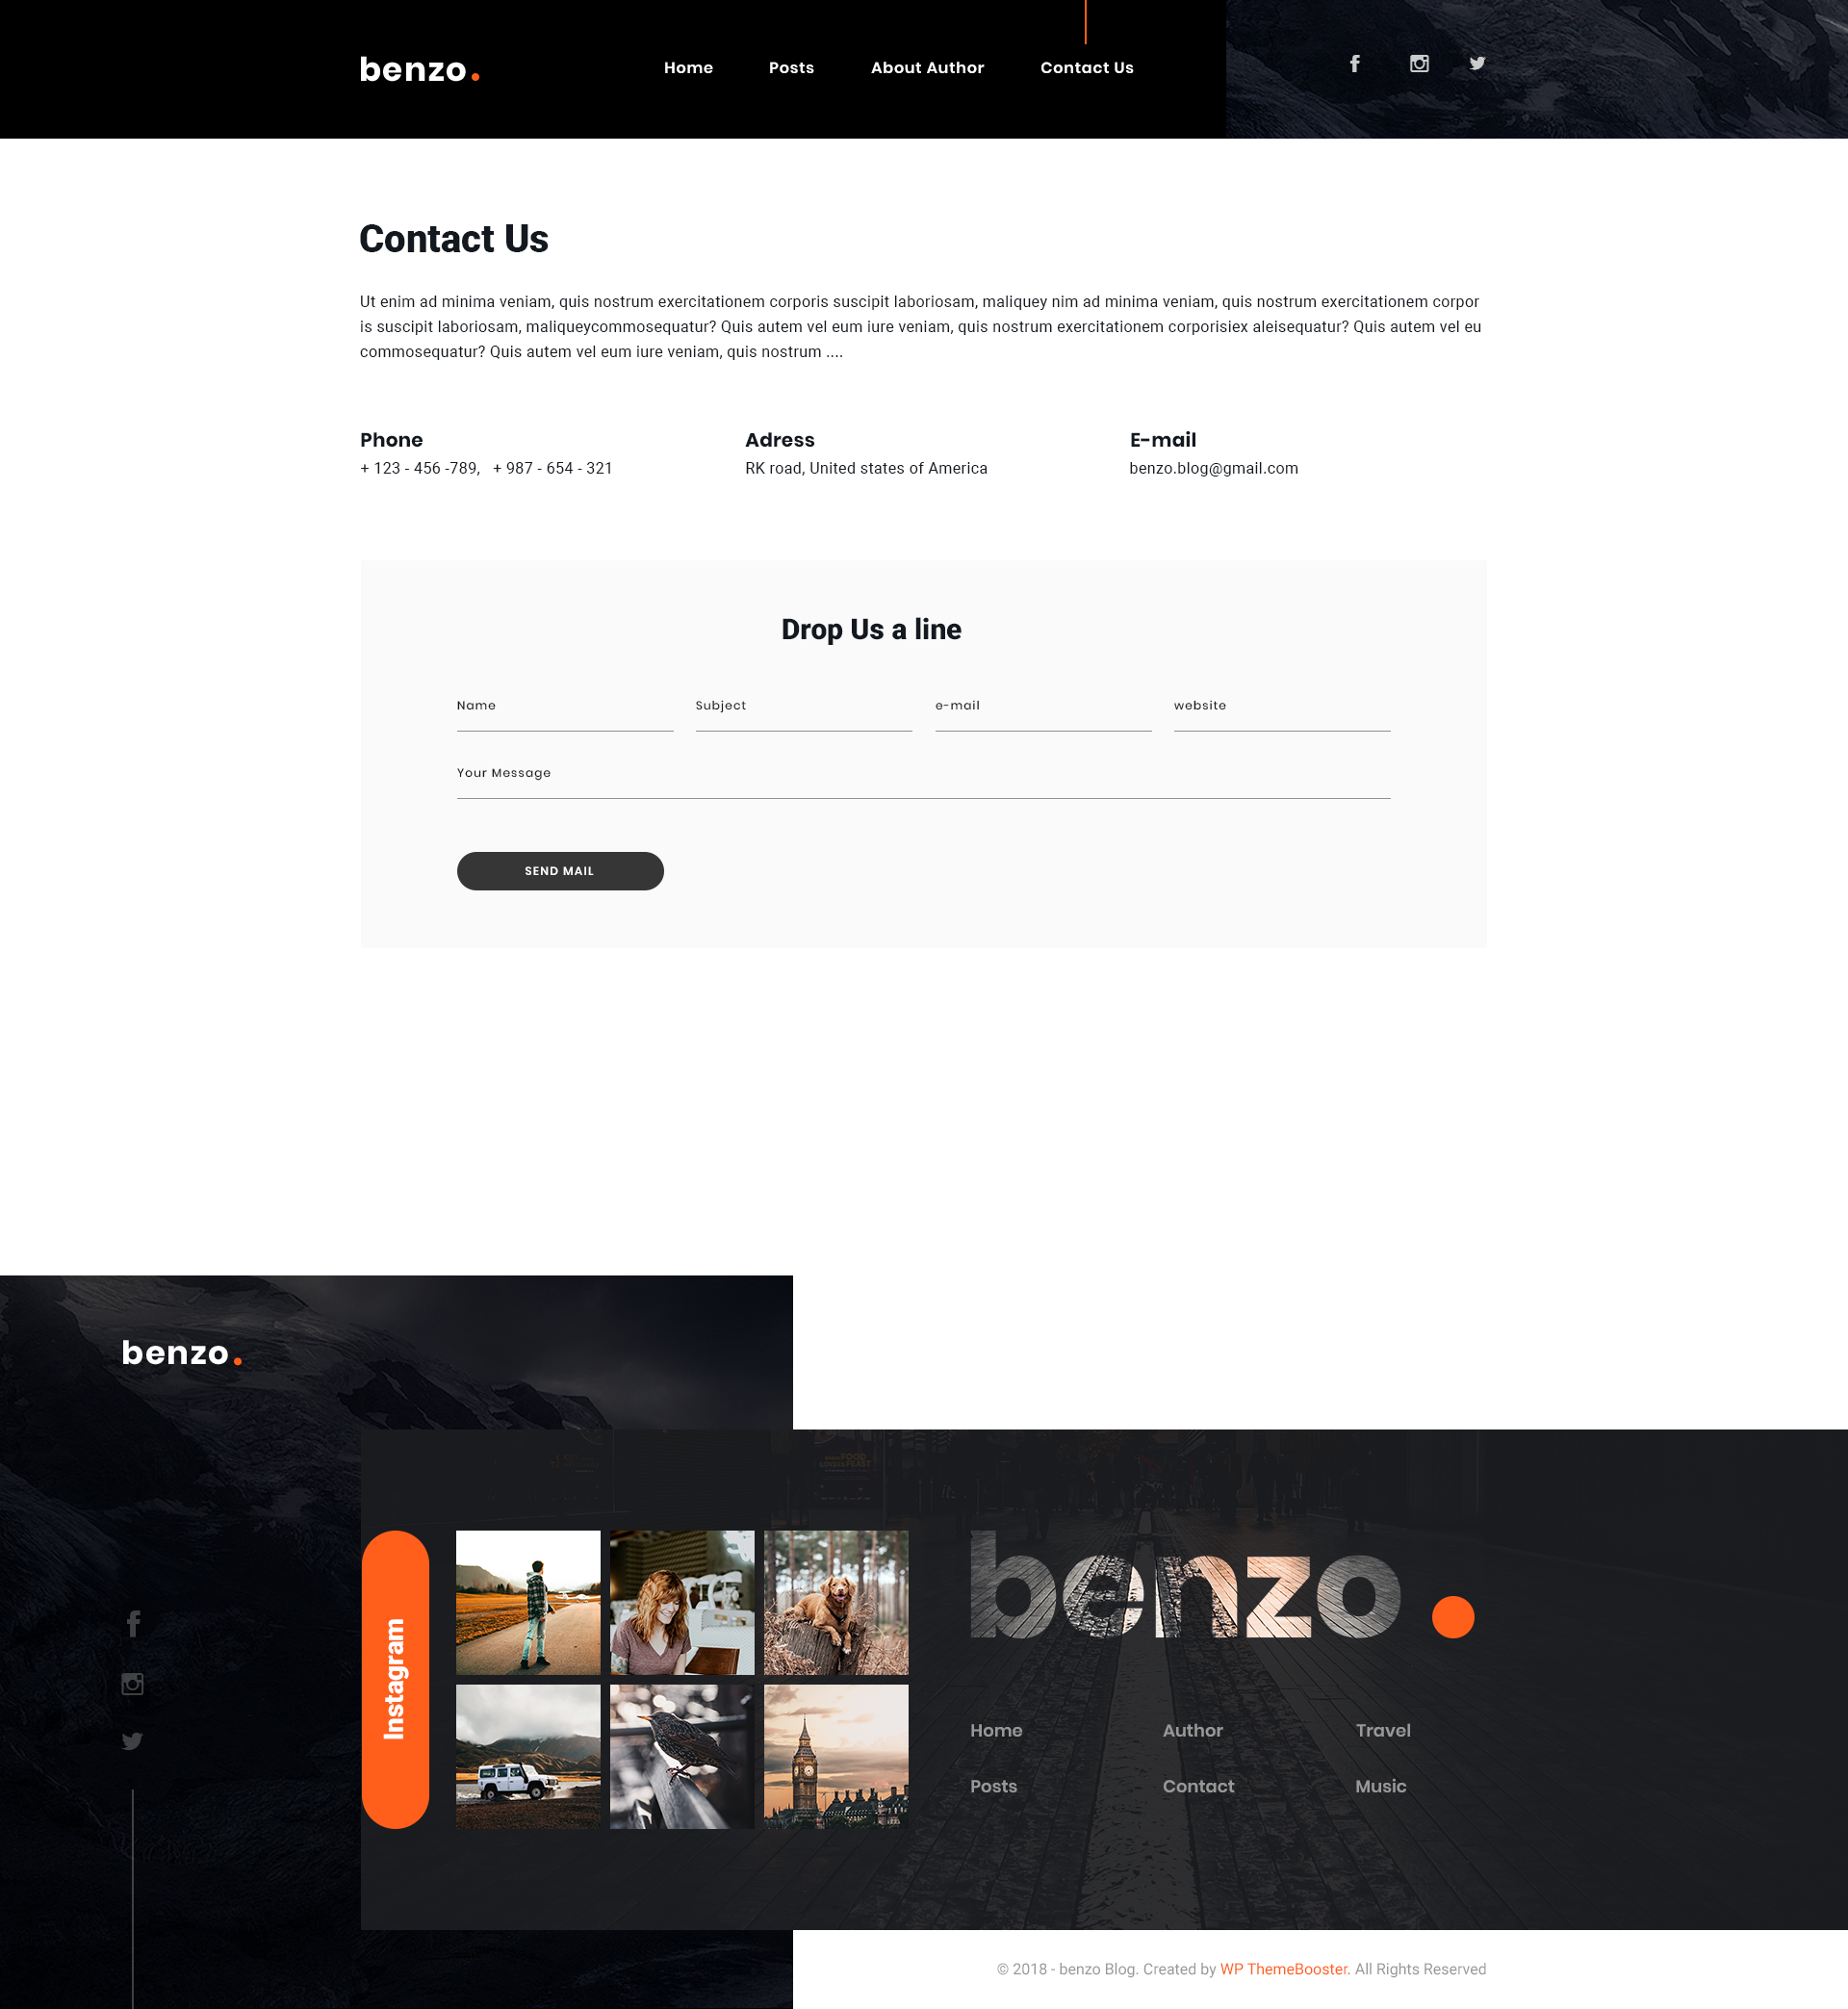 benzo.
Home Posts About Author Contact Us
Contact Us
Ut enim ad minima veniam, quis nostrum exercitationem corporis suscipit laboriosam, maliquey nim ad minima veniam, quis nostrum exercitationem corpor
is suscipit laboriosam, maliqueycommosequatur? Quis autem vel eum iure veniam, quis nostrum exercitationem corporisiex aleisequatur? Quis autem vel eu
commosequatur? Quis autem vel eum iure veniam, quis nostrum ....
Phone
+ 123 - 456 -789, + 987 - 654 - 321
Adress
RK road, United states of America
E-mail
benzo.blog@gmail.com
Drop Us a line
Name Subject e-mail website
Your Message
SEND MAIL
benzo.
Instagram
FOOD
LOVERS FEAST
benzo.
Home Author Travel
Posts Contact Music
© 2018 - benzo Blog. Created by WP ThemeBooster. All Rights Reserved